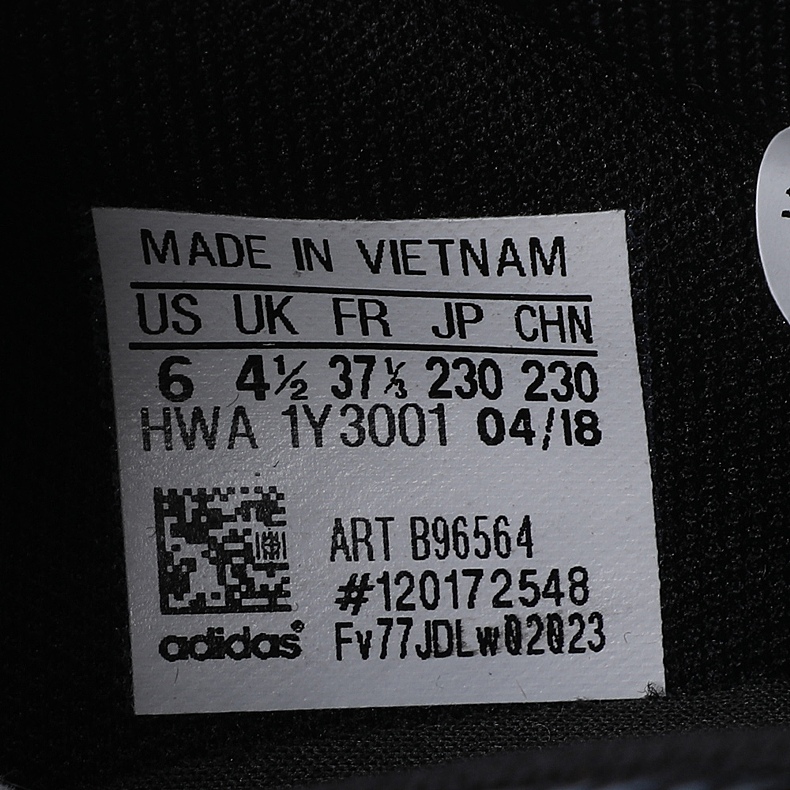 MADE IN VIETNAM
US UK FR JP CHN
6 4½ 37⅓ 230 230
HWA 1Y3001 04/18
ART B96564
#120172548
adidas®
Fv77JDLw02023